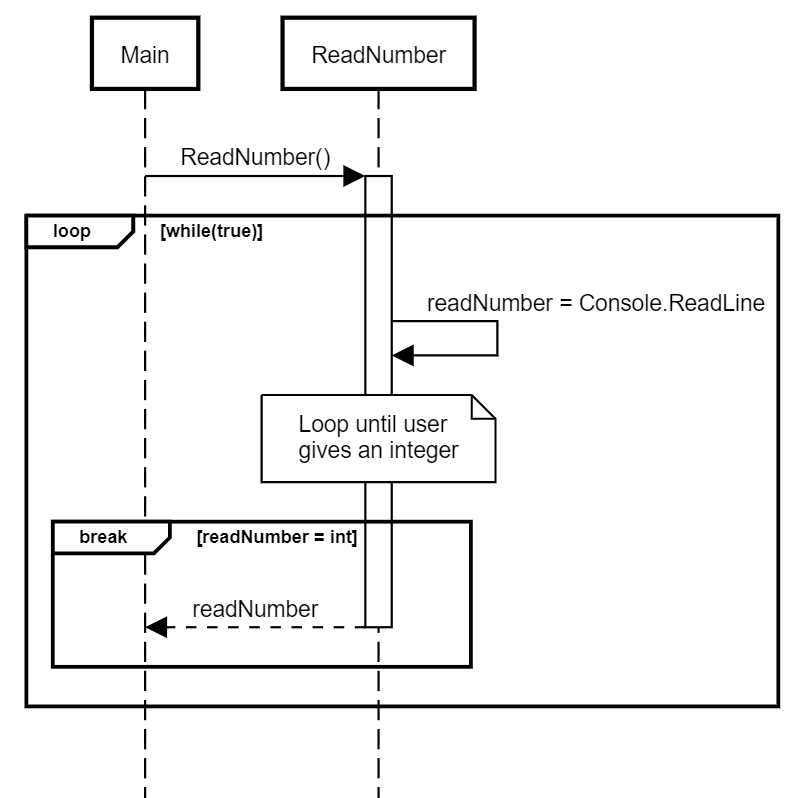 Main
ReadNumber
ReadNumber()
loop
[while(true)]
readNumber = Console.ReadLine
Loop until user
gives an integer
break
[readNumber = int]
readNumber